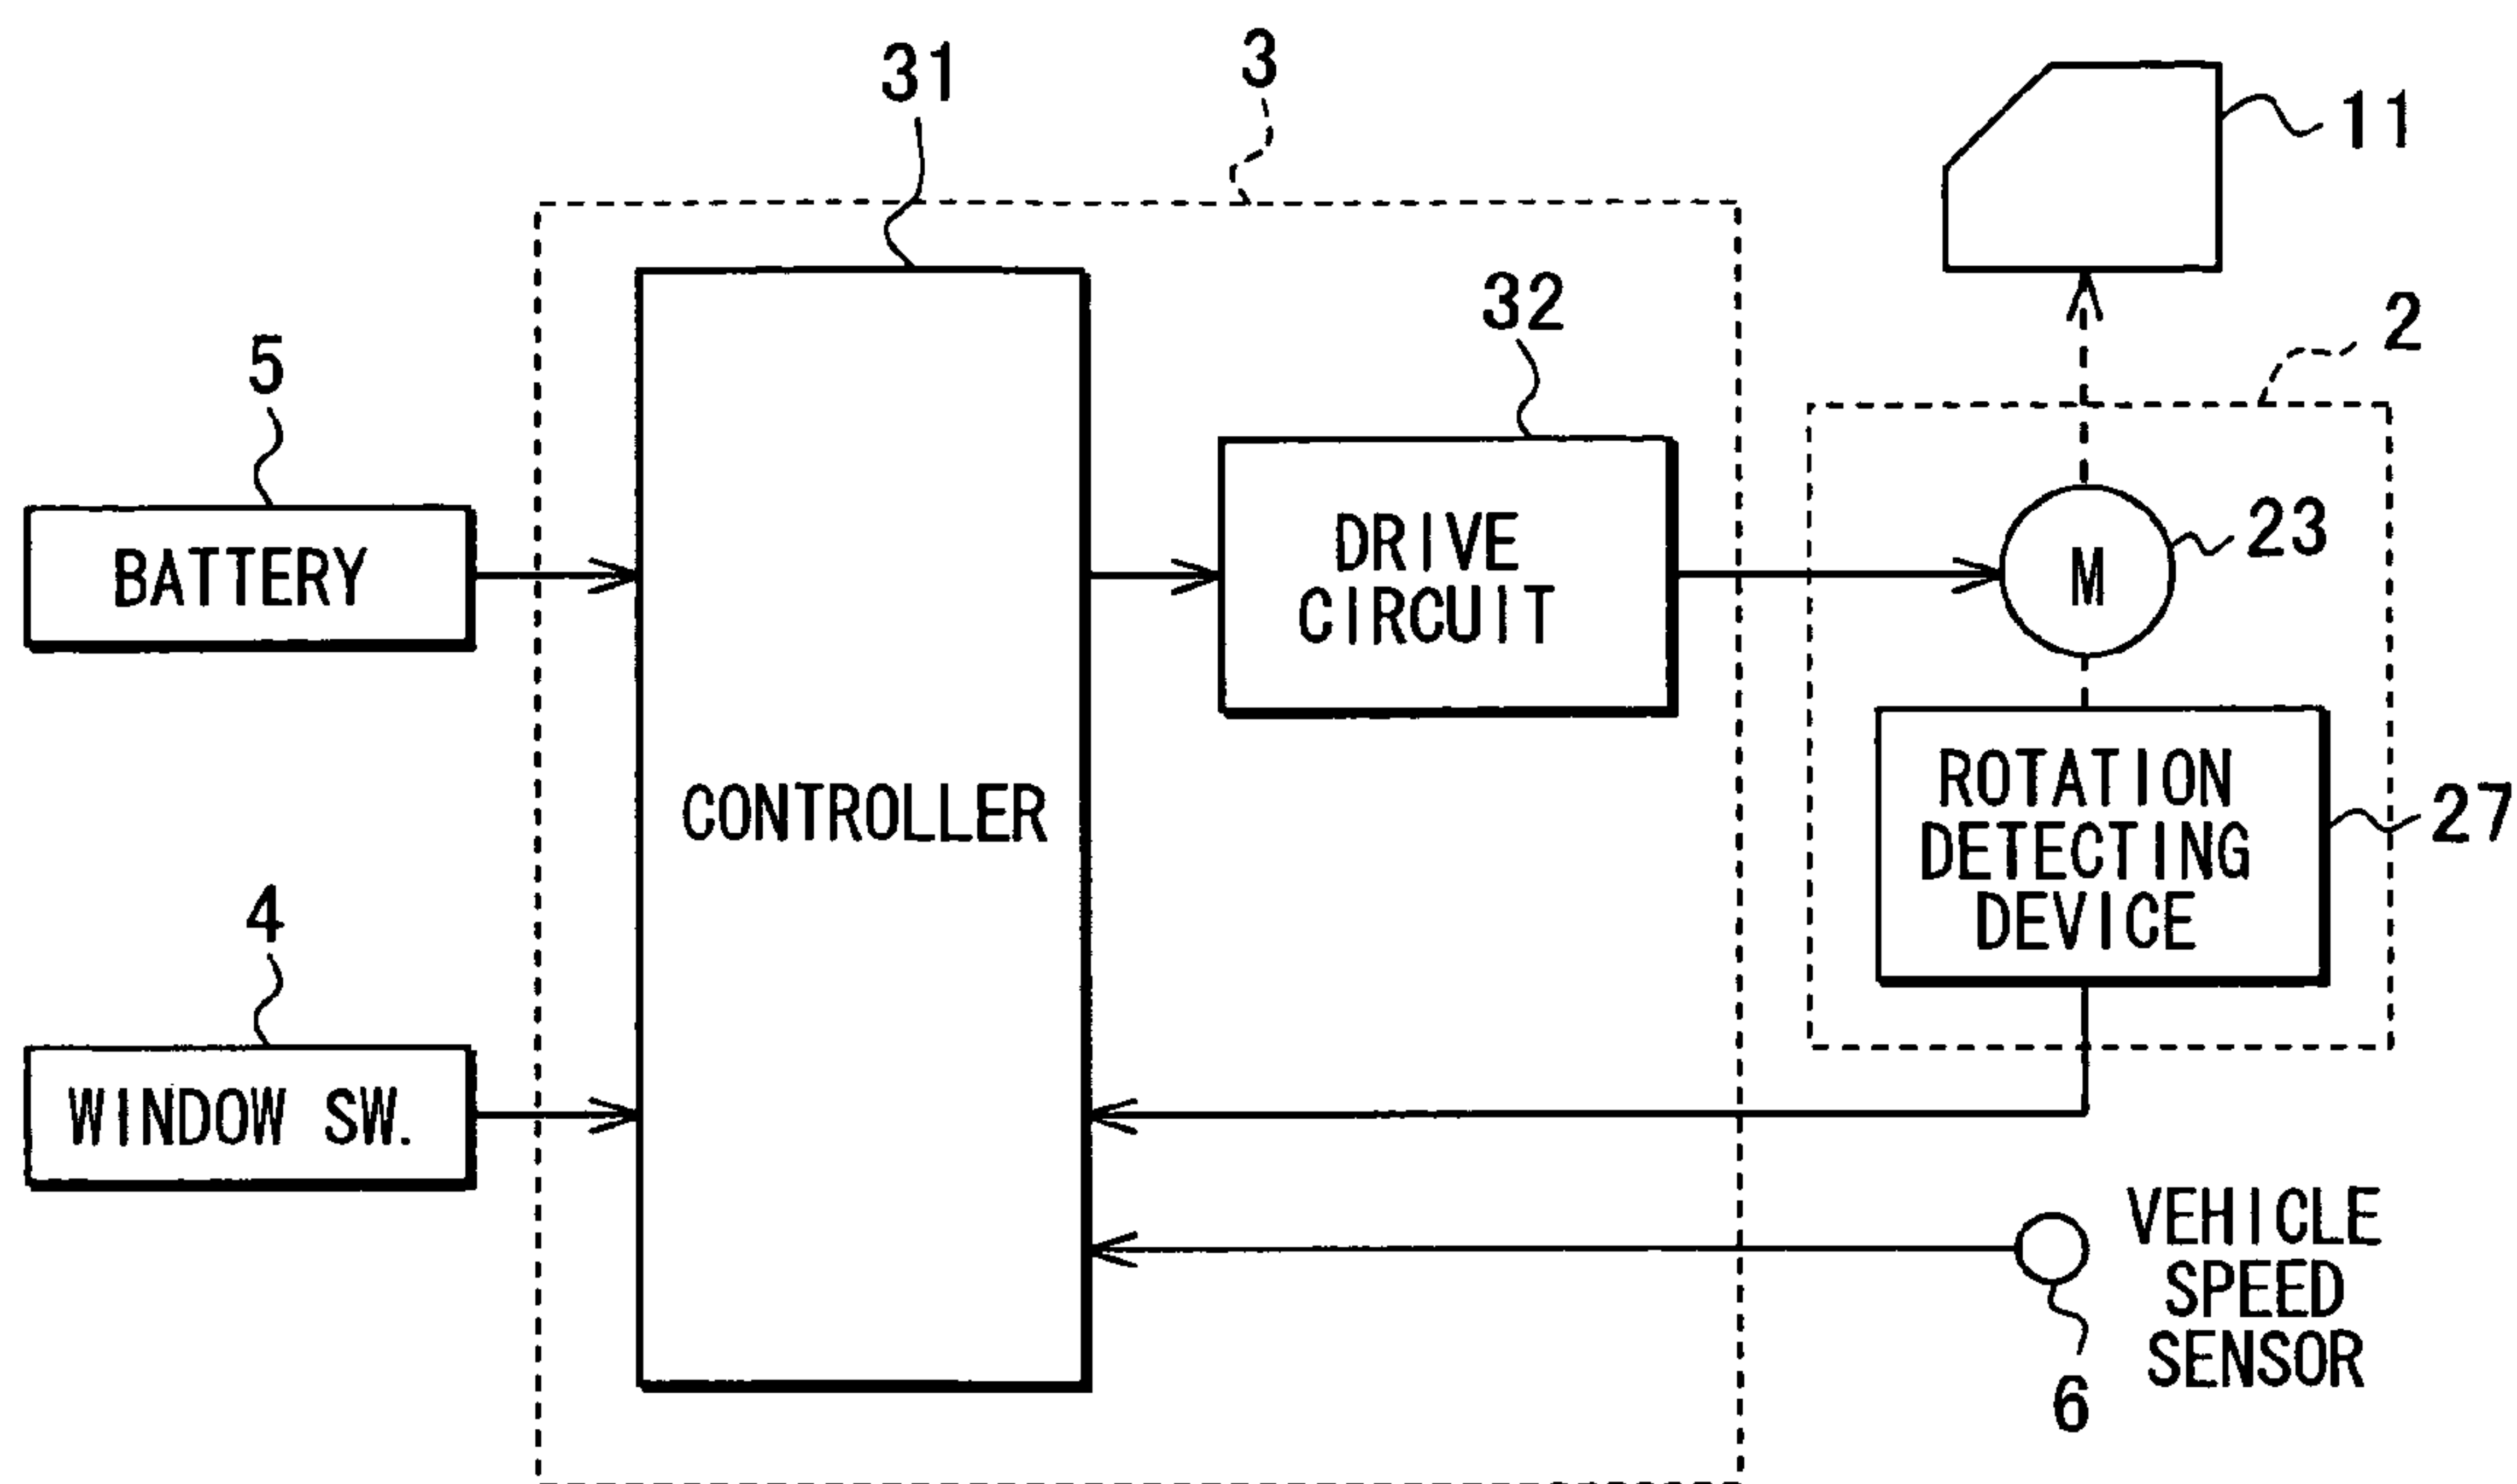 31
3
11
32
2
5
BATTERY
DRIVE
CIRCUIT
M
23
CONTROLLER
ROTATION
DETECTING
DEVICE
27
4
WINDOW SW.
VEHICLE
SPEED
SENSOR
6